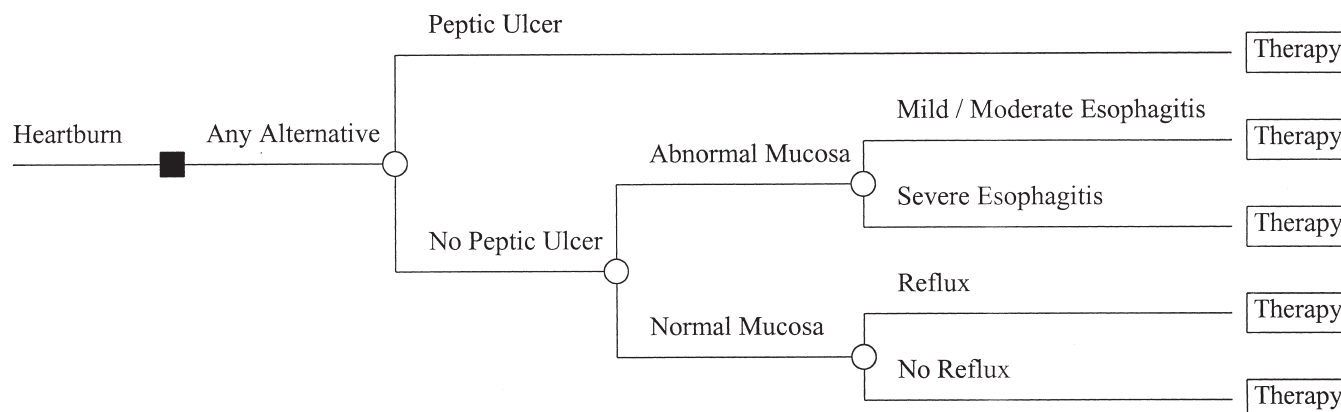 Peptic Ulcer
Therapy
Heartburn
Any Alternative
Mild / Moderate Esophagitis
Therapy
Abnormal Mucosa
Severe Esophagitis
Therapy
No Peptic Ulcer
Reflux
Therapy
Normal Mucosa
No Reflux
Therapy